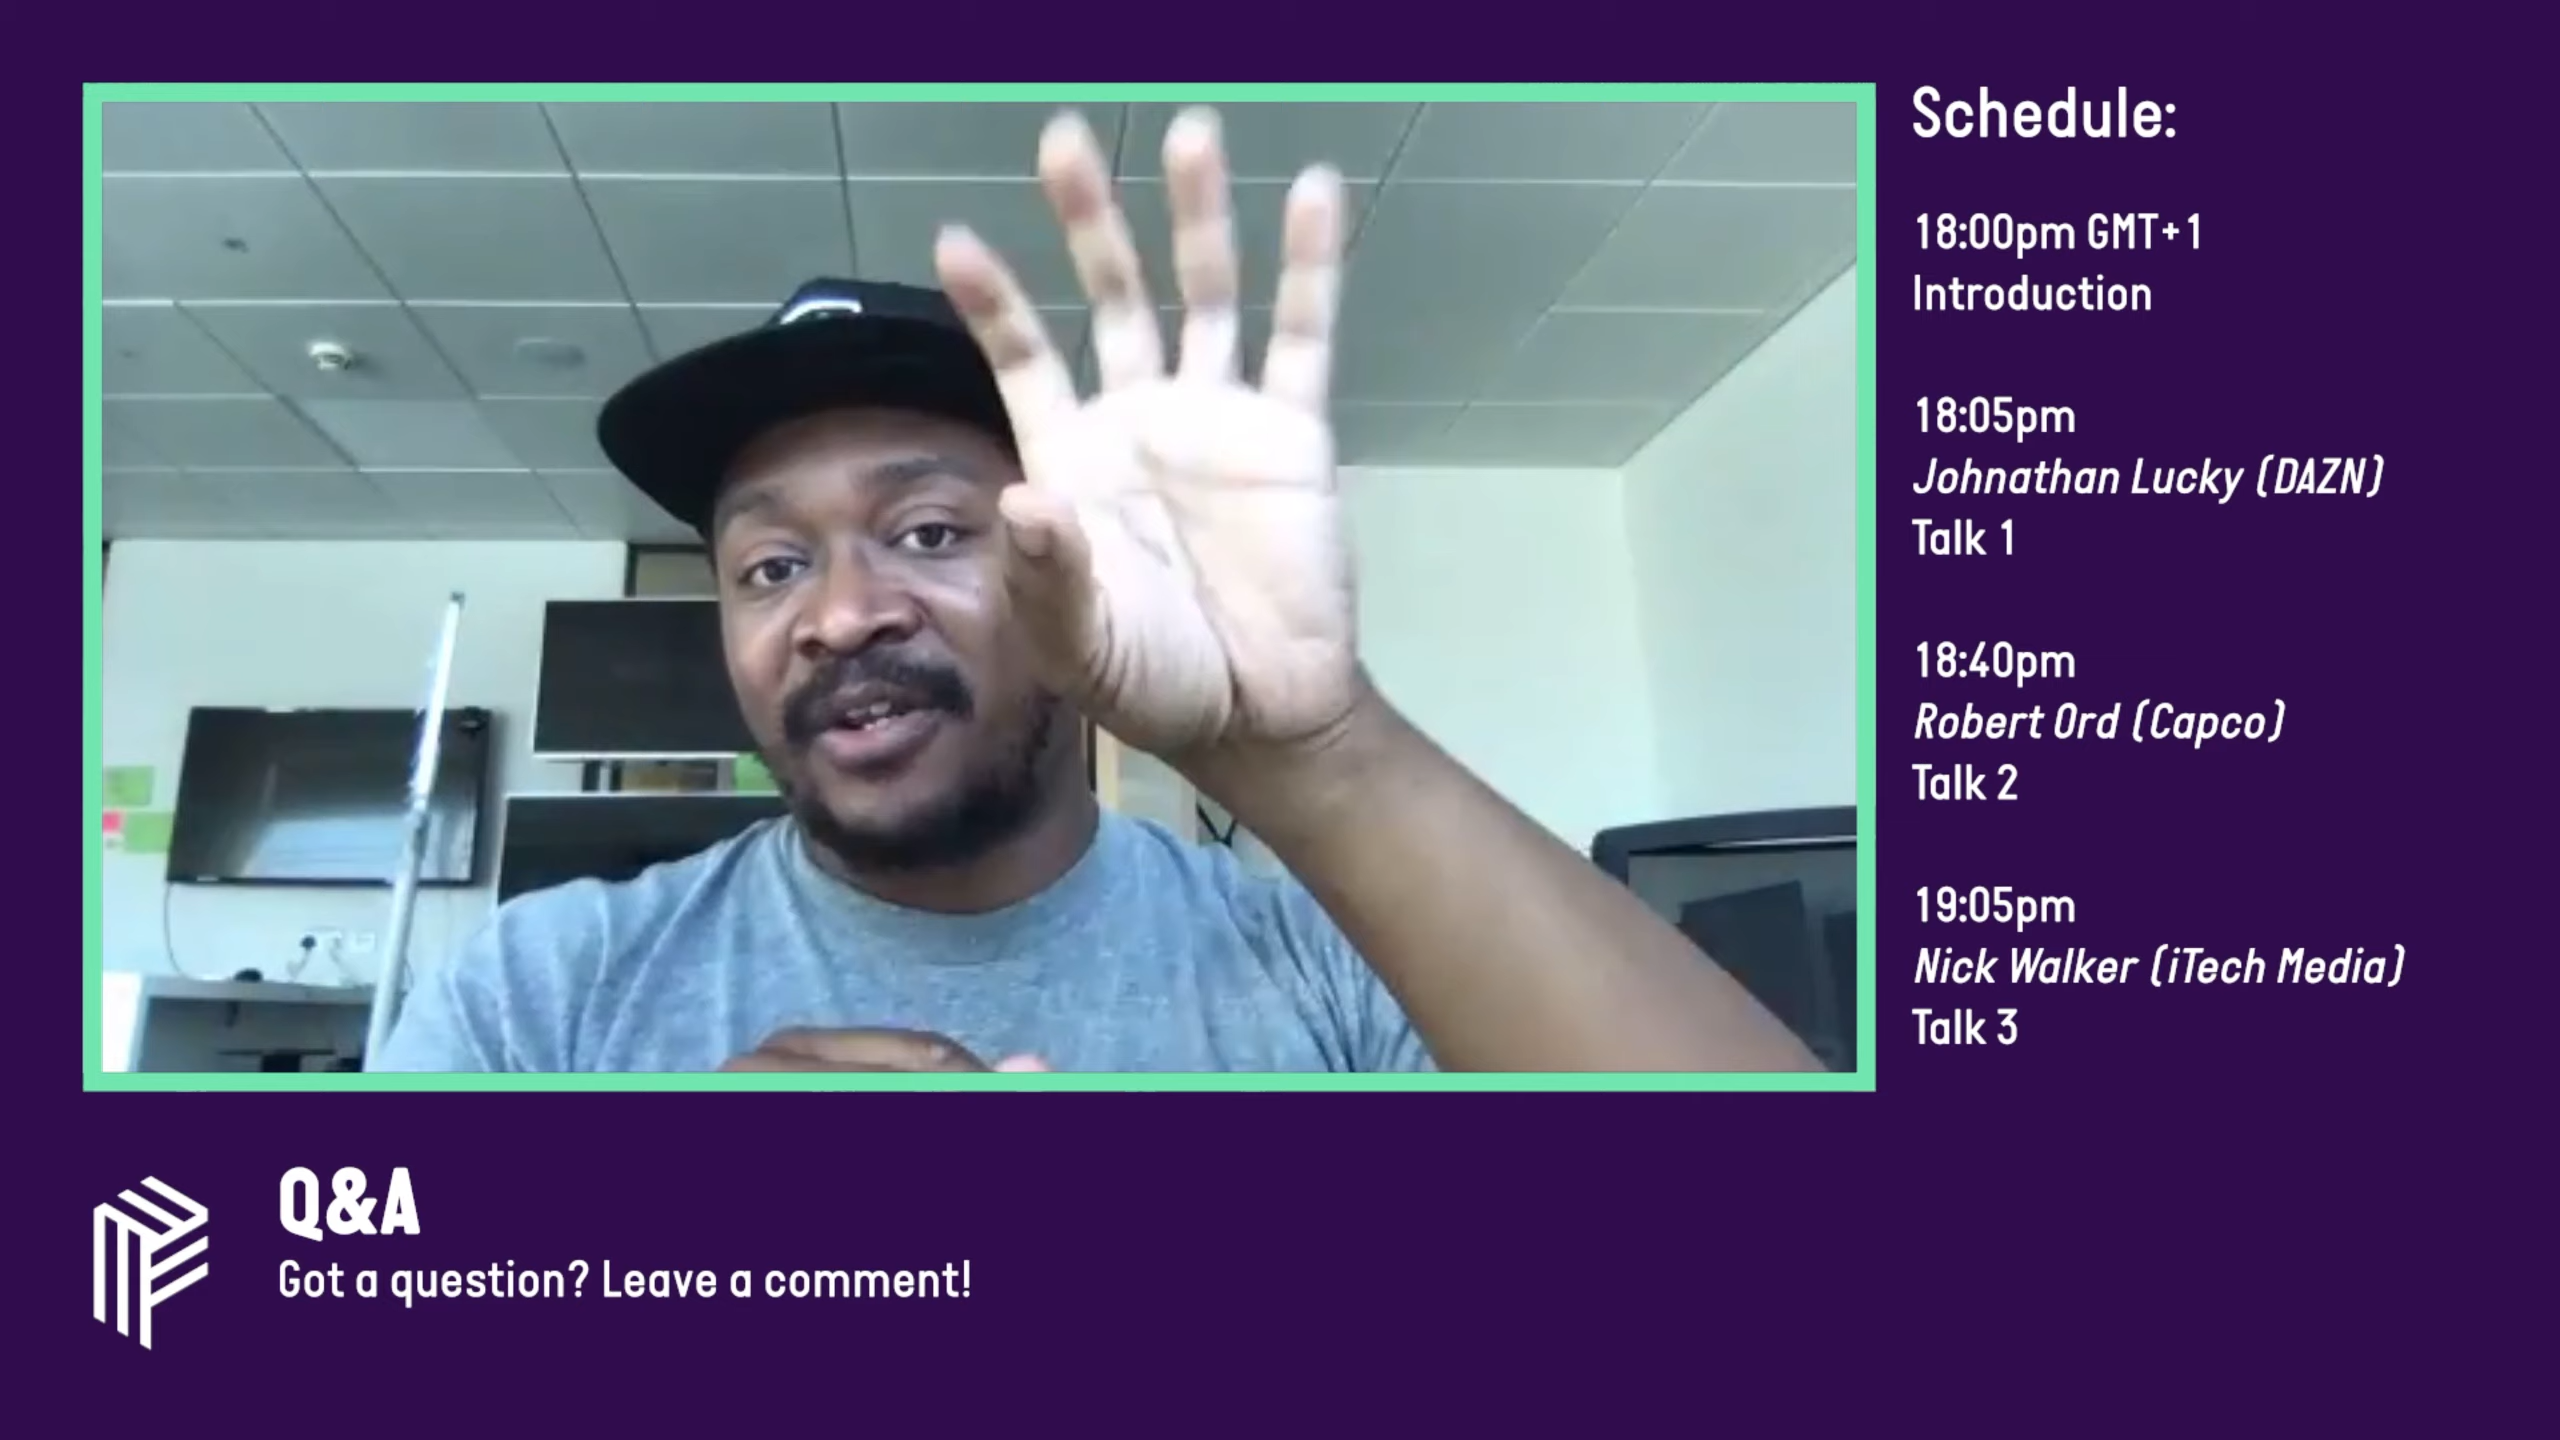 Schedule:
18:00pm GMT+1
Introduction
18:05pm
Johnathan Lucky (DAZN)
Talk 1
18:40pm
Robert Ord (Capco)
Talk 2
19:05pm
Nick Walker (iTech Media)
Talk 3
Q&A
Got a question? Leave a comment!